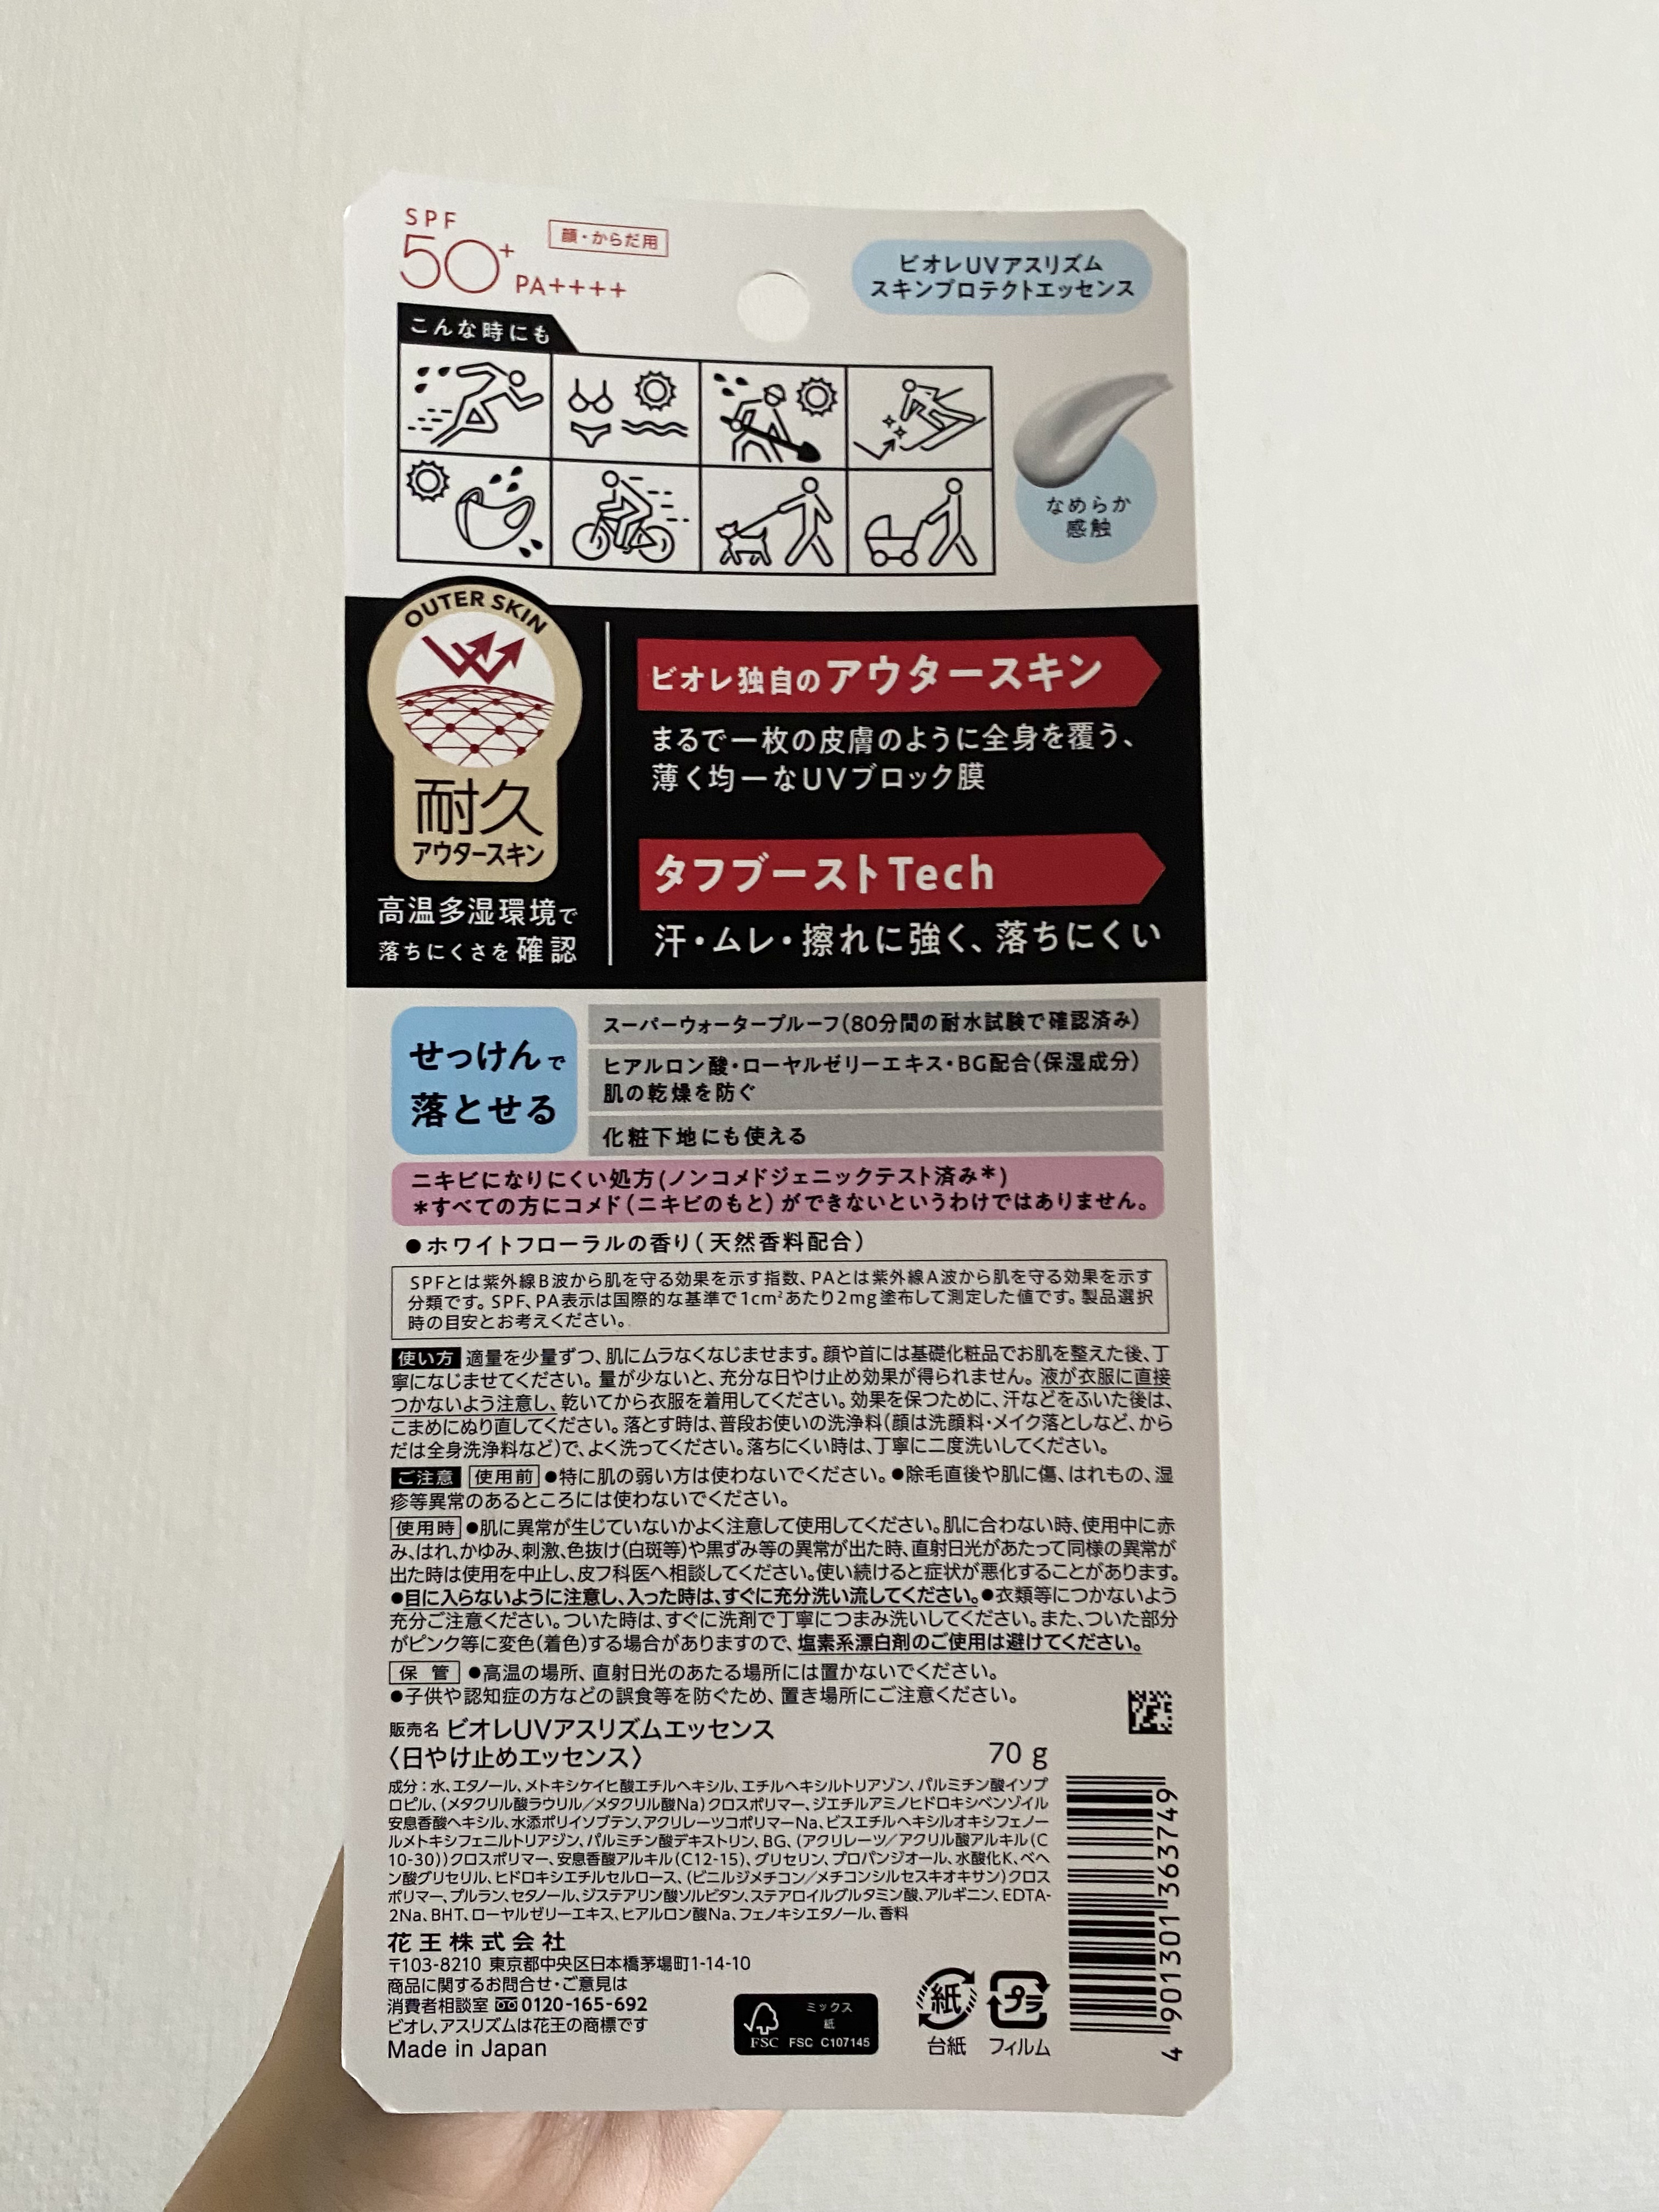 SPF
50+
PA++++
顔・からだ用
ビオレUVアスリズム
スキンプロテクトエッセンス
こんな時にも
なめらか
感触
OUTER SKIN
耐久
アウタースキン
高温多湿環境で
落ちにくさを確認
ビオレ独自のアウタースキン
まるで一枚の皮膚のように全身を覆う、
薄く均一なUVブロック膜
タフブーストTech
汗・ムレ・擦れに強く、落ちにくい
せっけんで
落とせる
スーパーウォータープルーフ(80分間の耐水試験で確認済み)
ヒアルロン酸・ローヤルゼリーエキス・BG配合(保湿成分)
肌の乾燥を防ぐ
化粧下地にも使える
ニキビになりにくい処方(ノンコメドジェニックテスト済み*)
*すべての方にコメド(ニキビのもと)ができないというわけではありません。
●ホワイトフローラルの香り(天然香料配合)
SPFとは紫外線B波から肌を守る効果を示す指数、PAとは紫外線A波から肌を守る効果を示す
分類です。SPF、PA表示は国際的な基準で1cm²あたり2mg塗布して測定した値です。製品選択
時の目安とお考えください。
使い方 適量を少量ずつ、肌にムラなくなじませます。顔や首には基礎化粧品でお肌を整えた後、丁
寧になじませてください。量が少ないと、充分な日やけ止め効果が得られません。液が衣服に直接
つかないよう注意し、乾いてから衣服を着用してください。効果を保つために、汗などをふいた後は、
こまめにぬり直してください。落とす時は、普段お使いの洗浄料(顔は洗顔料・メイク落としなど、から
だは全身洗浄料など)で、よく洗ってください。落ちにくい時は、丁寧に二度洗いしてください。
ご注意 使用前 ●特に肌の弱い方は使わないでください。●除毛直後や肌に傷、はれもの、湿
疹等異常のあるところには使わないでください。
使用時 ●肌に異常が生じていないかよく注意して使用してください。肌に合わない時、使用中に赤
み、はれ、かゆみ、刺激、色抜け(白斑等)や黒ずみ等の異常が出た時、直射日光があたって同様の異常が
出た時は使用を中止し、皮フ科医へ相談してください。使い続けると症状が悪化することがあります。
●目に入らないように注意し、入った時は、すぐに充分洗い流してください。●衣類等につかないよう
充分ご注意ください。ついた時は、すぐに洗剤で丁寧につまみ洗いしてください。また、ついた部分
がピンク等に変色(着色)する場合がありますので、塩素系漂白剤のご使用は避けてください。
保 管 ●高温の場所、直射日光のあたる場所には置かないでください。
●子供や認知症の方などの誤食等を防ぐため、置き場所にご注意ください。
販売名 ビオレUVアスリズムエッセンス
〈日やけ止めエッセンス〉
70 g
成分:水、エタノール、メトキシケイヒ酸エチルヘキシル、エチルヘキシルトリアゾン、パルミチン酸イソプ
ロピル、(メタクリル酸ラウリル/メタクリル酸Na)クロスポリマー、ジエチルアミノヒドロキシベンゾイル
安息香酸ヘキシル、水添ポリイソブテン、アクリレーツコポリマーNa、ビスエチルヘキシルオキシフェノー
ルメトキシフェニルトリアジン、パルミチン酸デキストリン、BG、(アクリレーツ/アクリル酸アルキル(C
10-30))クロスポリマー、安息香酸アルキル(C12-15)、グリセリン、プロパンジオール、水酸化K、ベヘ
ン酸グリセリル、ヒドロキシエチルセルロース、(ビニルジメチコン/メチコンシルセスキオキサン)クロス
ポリマー、プルラン、セタノール、ジステアリン酸ソルビタン、ステアロイルグルタミン酸、アルギニン、EDTA-
2Na、BHT、ローヤルゼリーエキス、ヒアルロン酸Na、フェノキシエタノール、香料
花王株式会社
〒103-8210 東京都中央区日本橋茅場町1-14-10
商品に関するお問合せ・ご意見は
消費者相談室 0120-165-692
ビオレ、アスリズムは花王の商標です
Made in Japan
FSC
ミックス
紙
FSC C107145
紙
台紙
プラ
フィルム
4 901301 363749